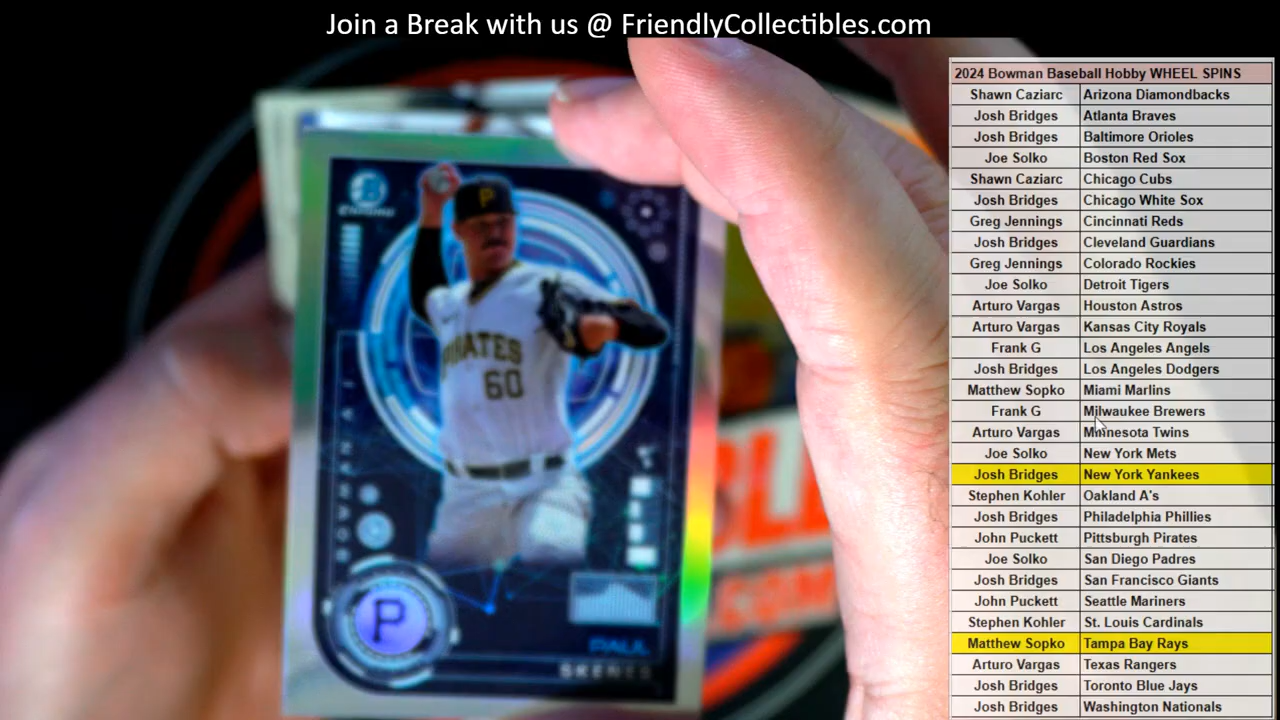 Join a Break with us @ FriendlyCollectibles.com
2024 Bowman Baseball Hobby WHEEL SPINS
Shawn Caziarc Arizona Diamondbacks
Josh Bridges Atlanta Braves
Josh Bridges Baltimore Orioles
Joe Solko Boston Red Sox
Shawn Caziarc Chicago Cubs
Josh Bridges Chicago White Sox
Greg Jennings Cincinnati Reds
Josh Bridges Cleveland Guardians
Greg Jennings Colorado Rockies
Joe Solko Detroit Tigers
Arturo Vargas Houston Astros
Arturo Vargas Kansas City Royals
Frank G Los Angeles Angels
Josh Bridges Los Angeles Dodgers
Matthew Sopko Miami Marlins
Frank G Milwaukee Brewers
Arturo Vargas Minnesota Twins
Joe Solko New York Mets
Josh Bridges New York Yankees
Stephen Kohler Oakland A's
Josh Bridges Philadelphia Phillies
John Puckett Pittsburgh Pirates
Joe Solko San Diego Padres
Josh Bridges San Francisco Giants
John Puckett Seattle Mariners
Stephen Kohler St. Louis Cardinals
Matthew Sopko Tampa Bay Rays
Arturo Vargas Texas Rangers
Josh Bridges Toronto Blue Jays
Josh Bridges Washington Nationals
B
Chrome
P
PIRATES
60
BOWMAN AI
P
PAUL
SKENES
.COM